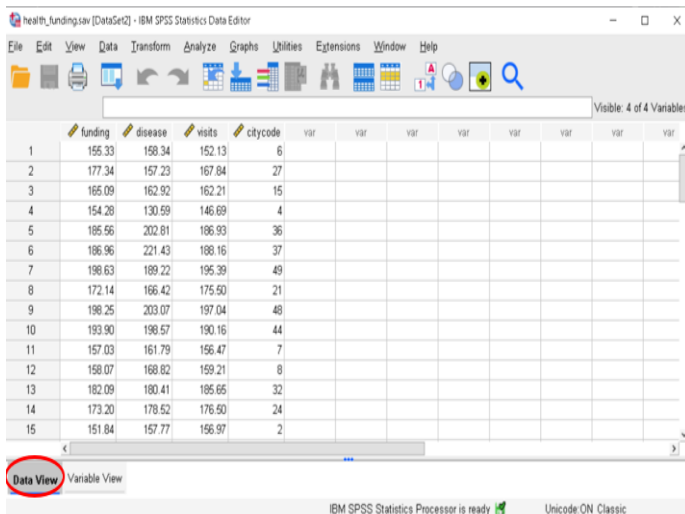 health_funding.sav [DataSet2] - IBM SPSS Statistics Data Editor
File Edit View Data Transform Analyze Graphs Utilities Extensions Window Help
Visible: 4 of 4 Variables
funding disease visits citycode var var var var var var var var
1 155.33 158.34 152.13 6
2 177.34 157.23 167.84 27
3 165.09 162.92 162.21 15
4 154.28 130.59 146.69 4
5 185.56 202.81 186.93 36
6 186.96 221.43 188.16 37
7 198.63 189.22 195.39 49
8 172.14 166.42 175.50 21
9 198.25 203.07 197.04 48
10 193.90 198.57 190.16 44
11 157.03 161.79 156.47 7
12 158.07 168.82 159.21 8
13 182.09 180.41 185.65 32
14 173.20 178.52 176.50 24
15 151.84 157.77 156.97 2
Data View Variable View
IBM SPSS Statistics Processor is ready Unicode:ON Classic